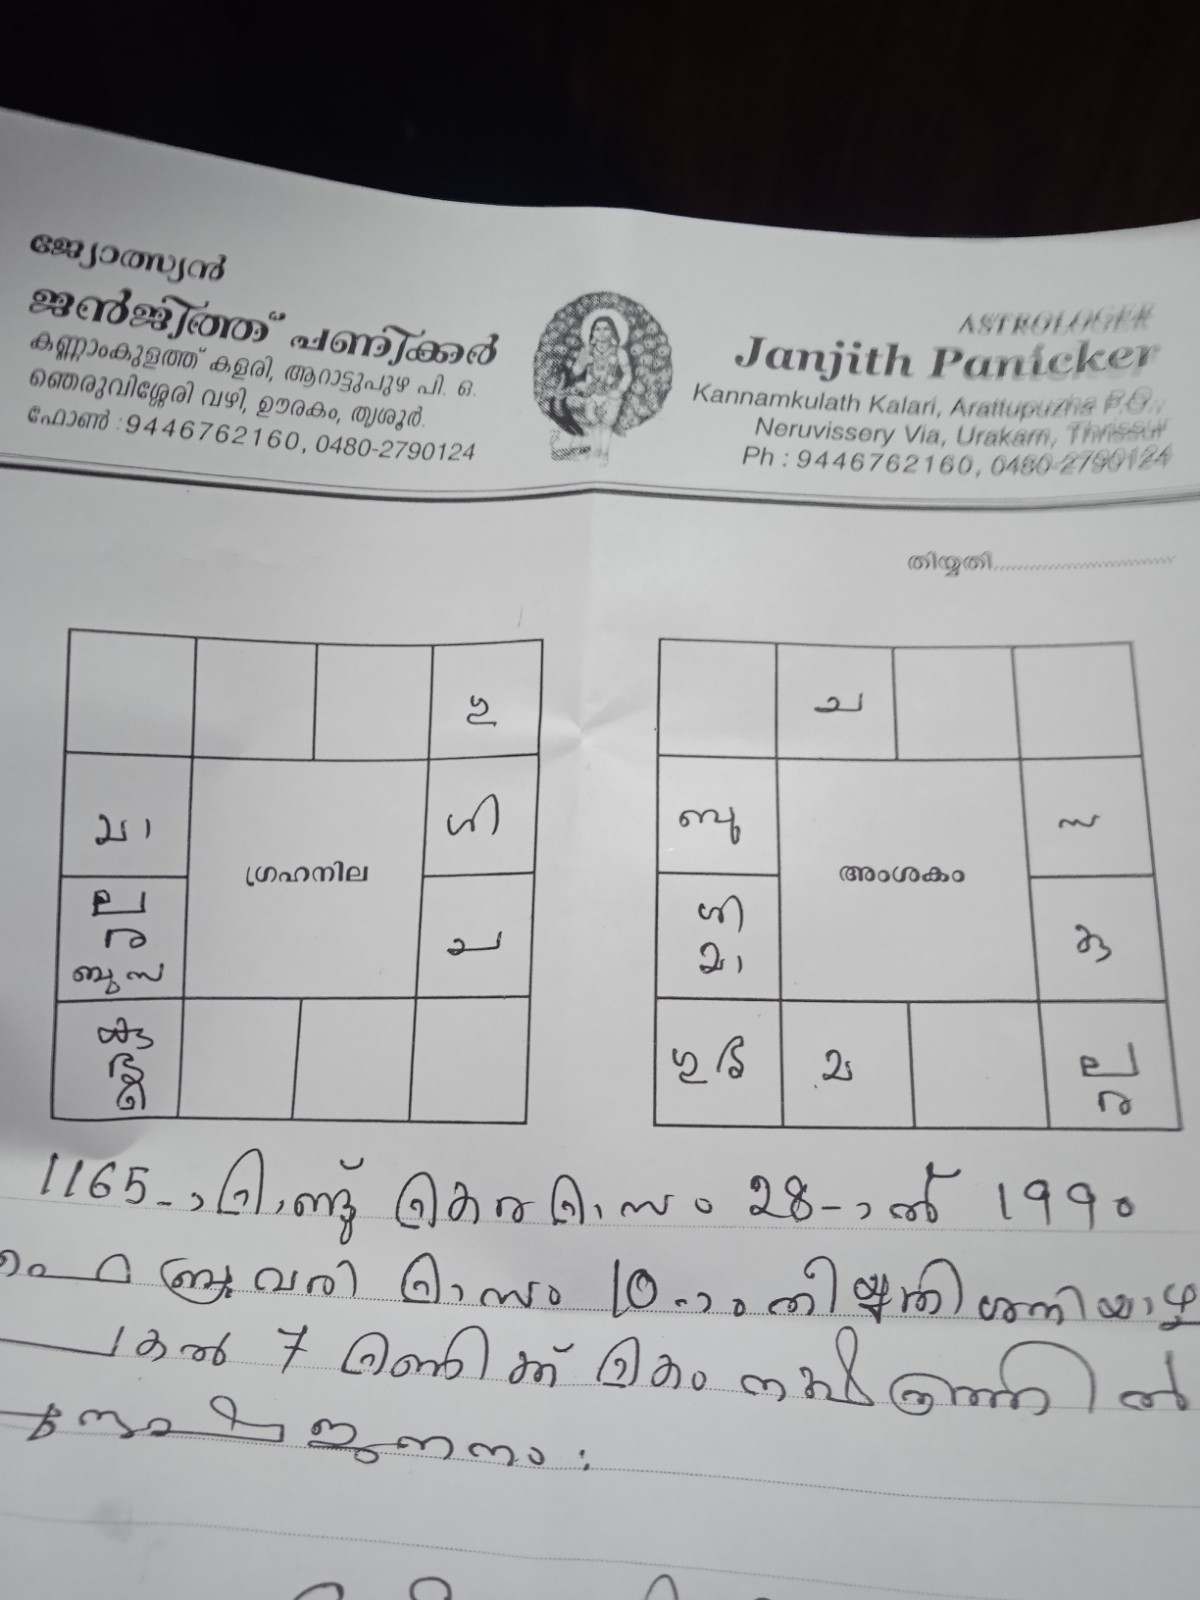 ജ്യോത്സ്യൻ
ജൻജിത്ത് പണിക്കർ
കണ്ണാംകുളത്ത് കളരി, ആറാട്ടുപുഴ പി. ഒ.
ഞെരുവിശ്ശേരി വഴി, ഊരകം, തൃശൂർ.
ഫോൺ : 9446762160, 0480-2790124
ASTROLOGER
Janjith Panicker
Kannamkulath Kalari, Arattupuzha P.O.,
Neruvissery Via, Urakam, Thrissur
Ph : 9446762160, 0480-2790124
തിയ്യതി
ഗു
മാ ശി
ല
ര
ബു സ
ച
കു
ഗ്രഹനില
ച
ബു സ
ശി
മാ
കു
ഗു
ല
ര
അംശകം
1165-ാമാണ്ട് മകരമാസം 28-ാൽ 1990
ഫെബ്രുവരി മാസം 10-ാം തിയ്യതി ശനിയാഴ്ച
പകൽ 7 മണിക്ക് മകം നക്ഷത്രത്തിൽ
ജനനം :